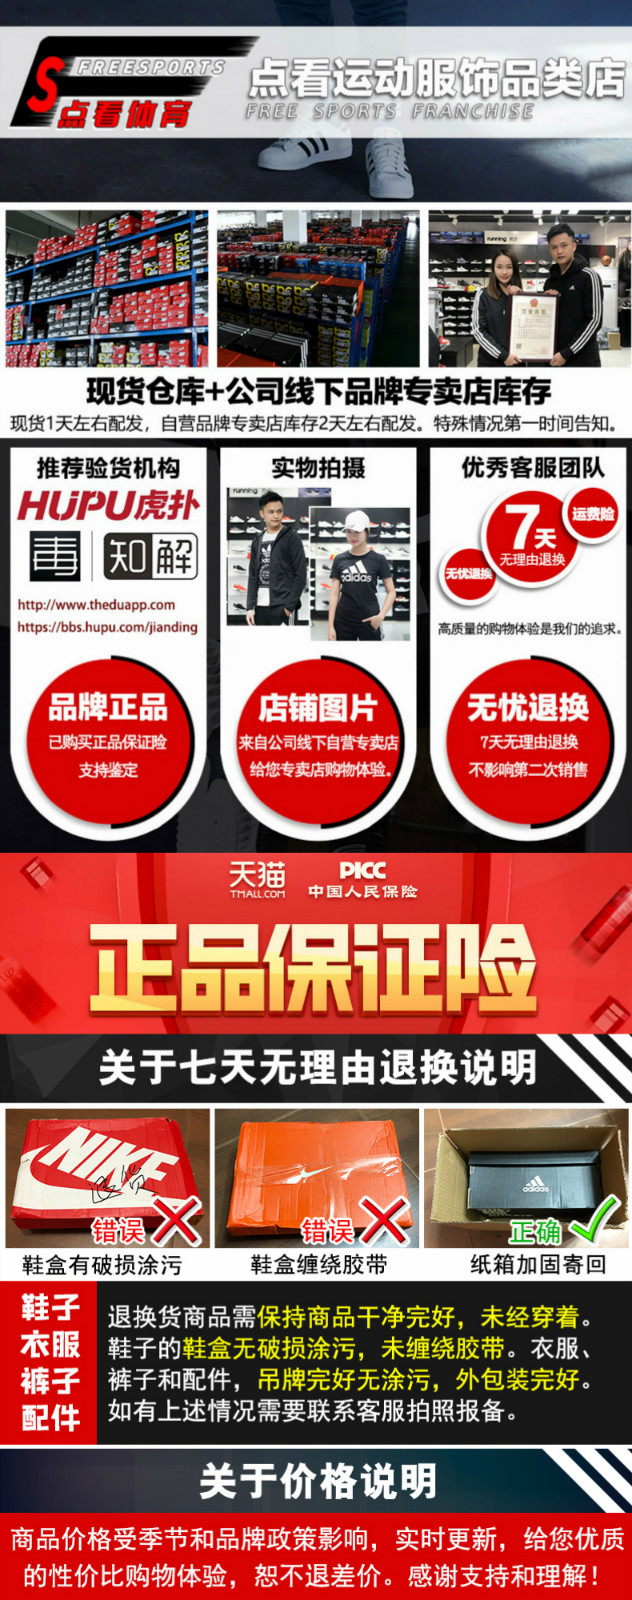 FREESPORTS
S
点看体育
点看运动服饰品类店
FREE SPORTS FRANCHISE
running
现货仓库+公司线下品牌专卖店库存
现货1天左右配发，自营品牌专卖店库存2天左右配发。特殊情况第一时间告知。
推荐验货机构
HUPU虎扑
毒
知解
http://www.theduapp.com
https://bbs.hupu.com/jianding
品牌正品
已购买正品保证险
支持鉴定
实物拍摄
running
adidas
店铺图片
来自公司线下自营专卖店
给您专卖店购物体验。
优秀客服团队
7天
无理由退换
运费险
无忧退换
高质量的购物体验是我们的追求。
无忧退换
7天无理由退换
不影响第二次销售
天猫
TMALL.COM
PICC
中国人民保险
正品保证险
关于七天无理由退换说明
NIKE
退货
错误
错误
adidas
正确
鞋盒有破损涂污
鞋盒缠绕胶带
纸箱加固寄回
鞋子
衣服
裤子
配件
退换货商品需保持商品干净完好，未经穿着。
鞋子的鞋盒无破损涂污，未缠绕胶带。衣服、
裤子和配件，吊牌完好无涂污，外包装完好。
如有上述情况需要联系客服拍照报备。
关于价格说明
商品价格受季节和品牌政策影响，实时更新，给您优质
的性价比购物体验，恕不退差价。感谢支持和理解！